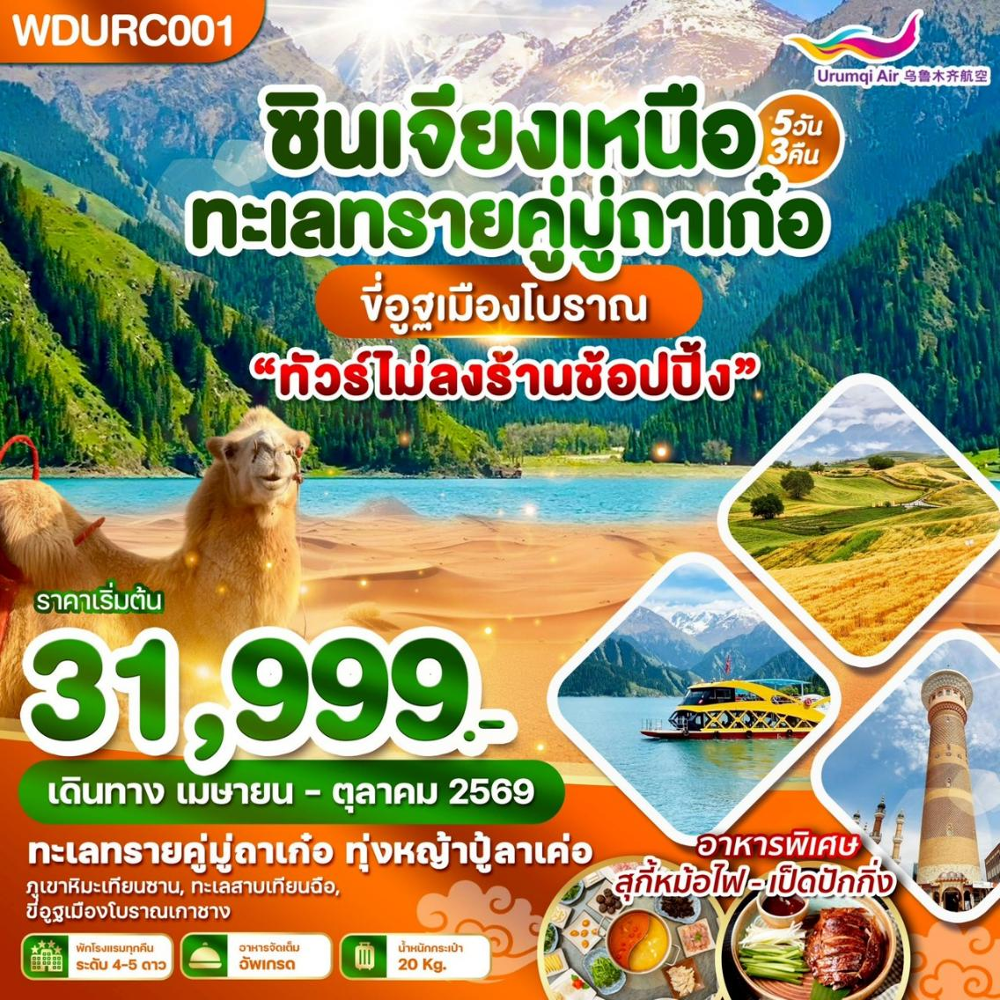 WDURC001
Urumqi Air 乌鲁木齐航空
ซินเจียงเหนือ
5วัน
3คืน
ทะเลทรายคู่มู่ถาเก๋อ
ขี่อูฐเมืองโบราณ
“ทัวร์ไม่ลงร้านช้อปปิ้ง”
ราคาเริ่มต้น
31,999.-
เดินทาง เมษายน - ตุลาคม 2569
ทะเลทรายคู่มู่ถาเก๋อ ทุ่งหญ้าปู้ลาเค่อ
ภูเขาหิมะเทียนซาน, ทะเลสาบเทียนฉือ,
ขี่อูฐเมืองโบราณเกาชาง
อาหารพิเศษ
สุกี้หม้อไฟ - เป็ดปักกิ่ง
พักโรงแรมทุกคืน
ระดับ 4-5 ดาว
อาหารจัดเต็ม
อัพเกรด
น้ำหนักกระเป๋า
20 Kg.